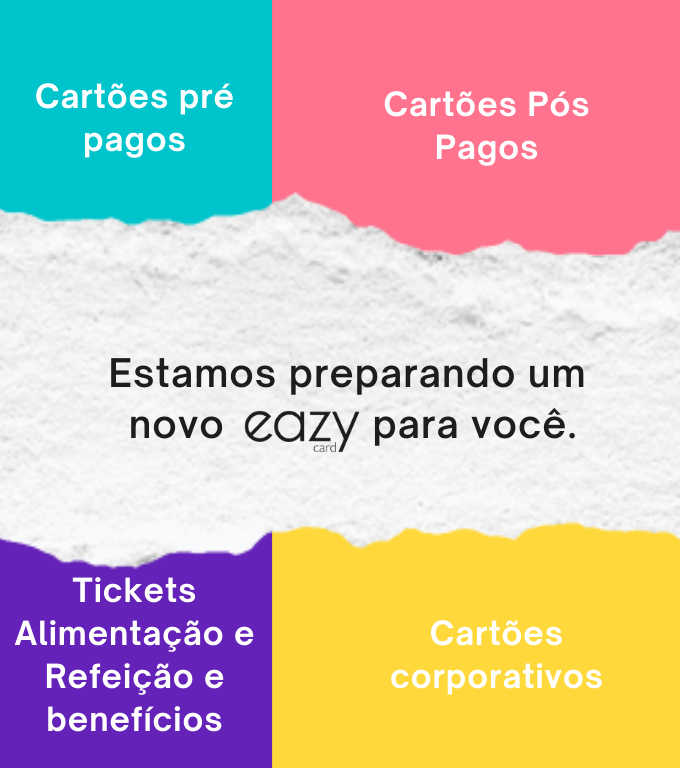 Cartões pré
pagos
Cartões Pós
Pagos
Estamos preparando um
novo eazy para você.
card
Tickets
Alimentação e
Refeição e
benefícios
Cartões
corporativos